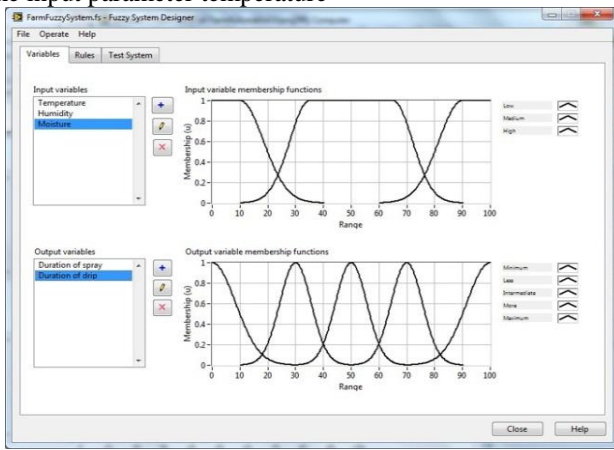 the input parameter temperature
FarmFuzzySystem.fs - Fuzzy System Designer
File Operate Help
Variables Rules Test System
Input variables
Temperature
Humidity
Moisture
Input variable membership functions
Membership (u)
1
0.8
0.6
0.4
0.2
0
0 10 20 30 40 50 60 70 80 90 100
Range
Low
Medium
High
Output variables
Duration of spray
Duration of drip
Output variable membership functions
Membership (u)
1
0.8
0.6
0.4
0.2
0
0 10 20 30 40 50 60 70 80 90 100
Range
Minimum
Less
Intermediate
More
Maximum
Close Help